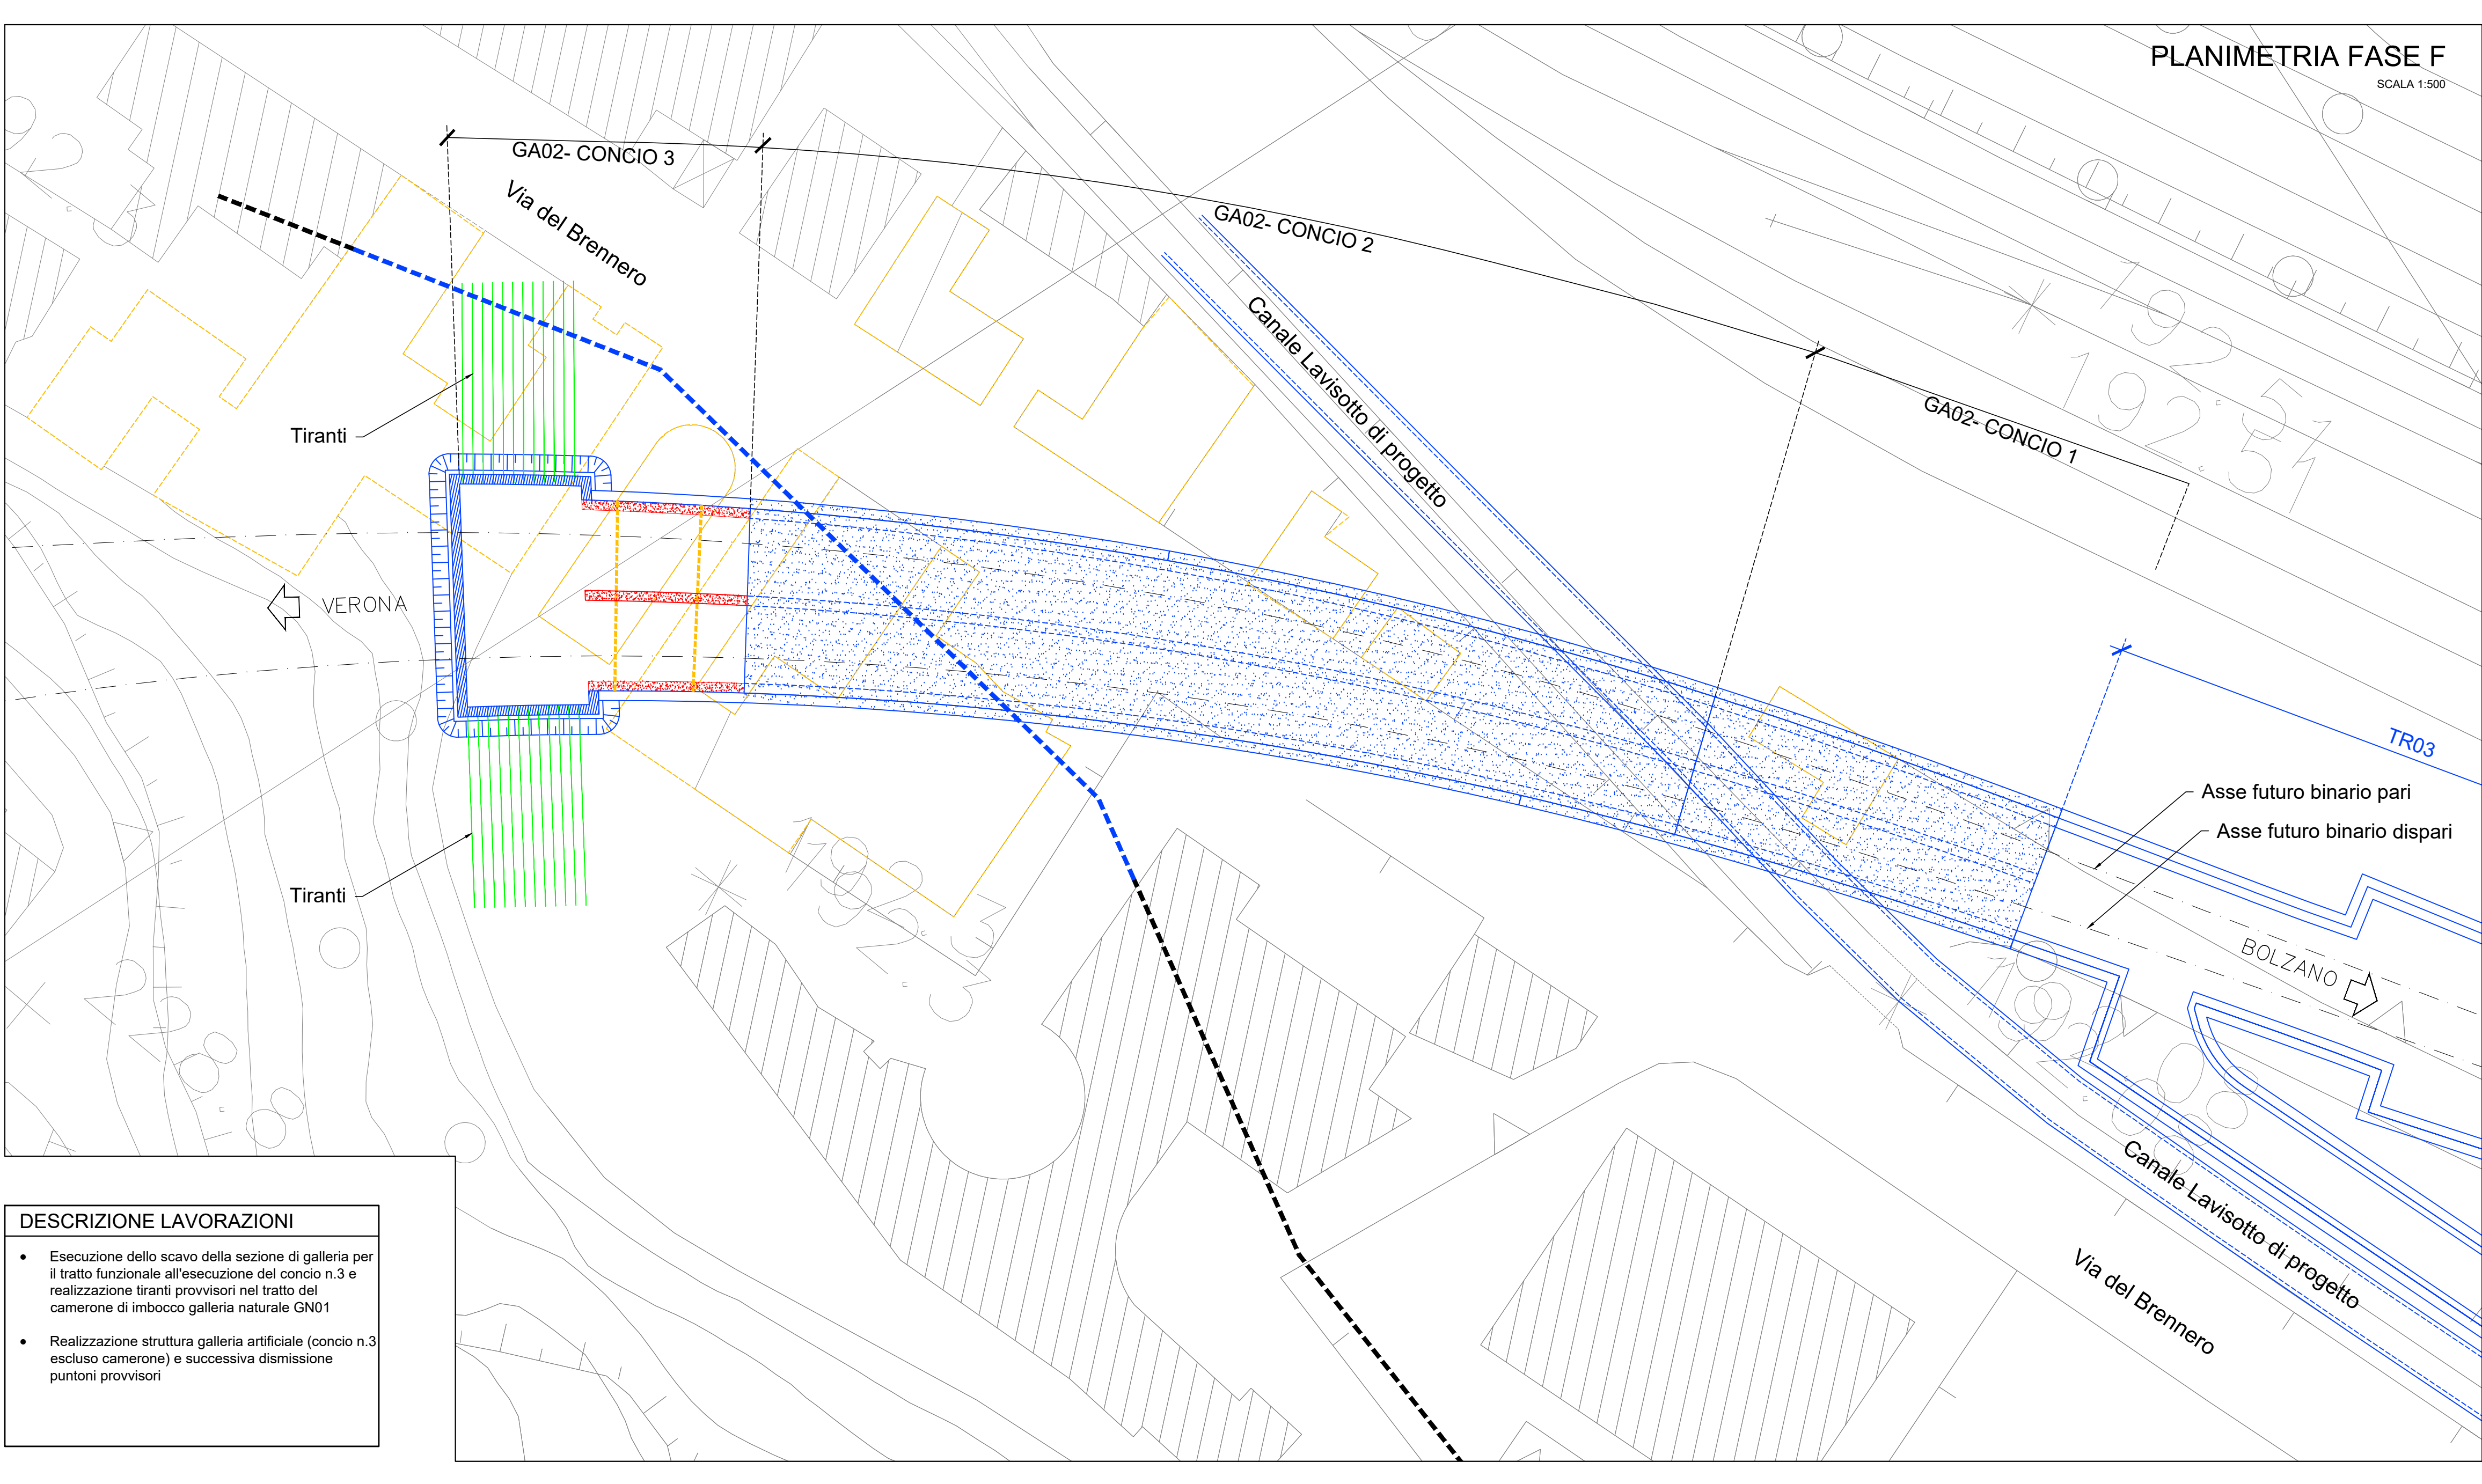 PLANIMETRIA FASE F
SCALA 1:500
GA02- CONCIO 3
Via del Brennero
GA02- CONCIO 2
Canale Lavisotto di progetto
GA02- CONCIO 1
192.51
192.51
Tiranti
VERONA
TR03
Asse futuro binario pari
Asse futuro binario dispari
Tiranti
BOLZANO
Canale Lavisotto di progetto
Via del Brennero
DESCRIZIONE LAVORAZIONI
• Esecuzione dello scavo della sezione di galleria per
il tratto funzionale all'esecuzione del concio n.3 e
realizzazione tiranti provvisori nel tratto del
camerone di imbocco galleria naturale GN01
• Realizzazione struttura galleria artificiale (concio n.3
escluso camerone) e successiva dismissione
puntoni provvisori